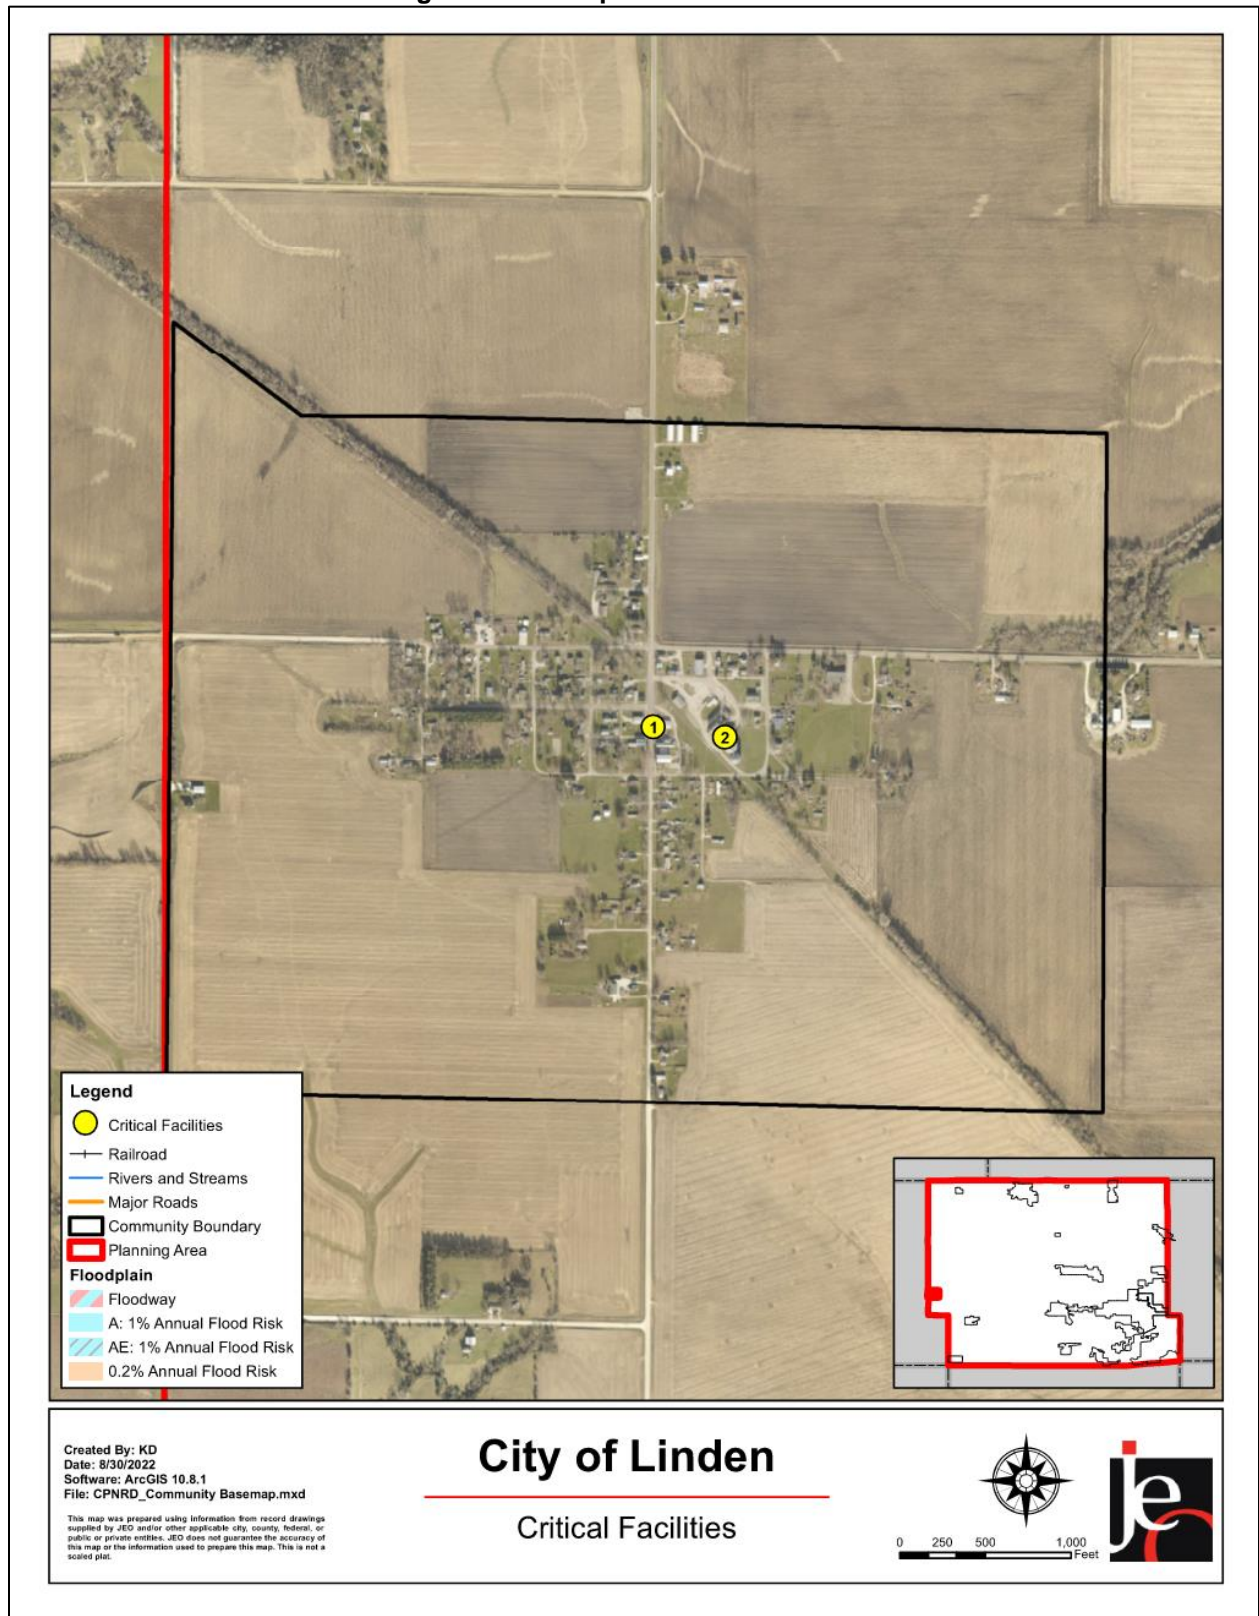 1
2
Legend
Critical Facilities
Railroad
Rivers and Streams
Major Roads
Community Boundary
Planning Area
Floodplain
Floodway
A: 1% Annual Flood Risk
AE: 1% Annual Flood Risk
0.2% Annual Flood Risk
Created By: KD
Date: 8/30/2022
Software: ArcGIS 10.8.1
File: CPNRD_Community Basemap.mxd
This map was prepared using information from record drawings
supplied by JEO and/or other applicable city, county, federal, or
public or private entities. JEO does not guarantee the accuracy of
this map or the information used to prepare this map. This is not a
scaled plat.
City of Linden
Critical Facilities
0 250 500 1,000
Feet
jeo